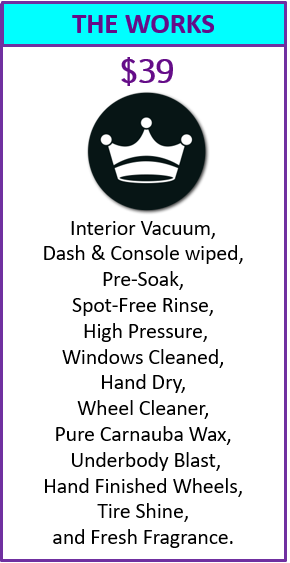 THE WORKS
$39
Interior Vacuum,
Dash & Console wiped,
Pre-Soak,
Spot-Free Rinse,
High Pressure,
Windows Cleaned,
Hand Dry,
Wheel Cleaner,
Pure Carnauba Wax,
Underbody Blast,
Hand Finished Wheels,
Tire Shine,
and Fresh Fragrance.